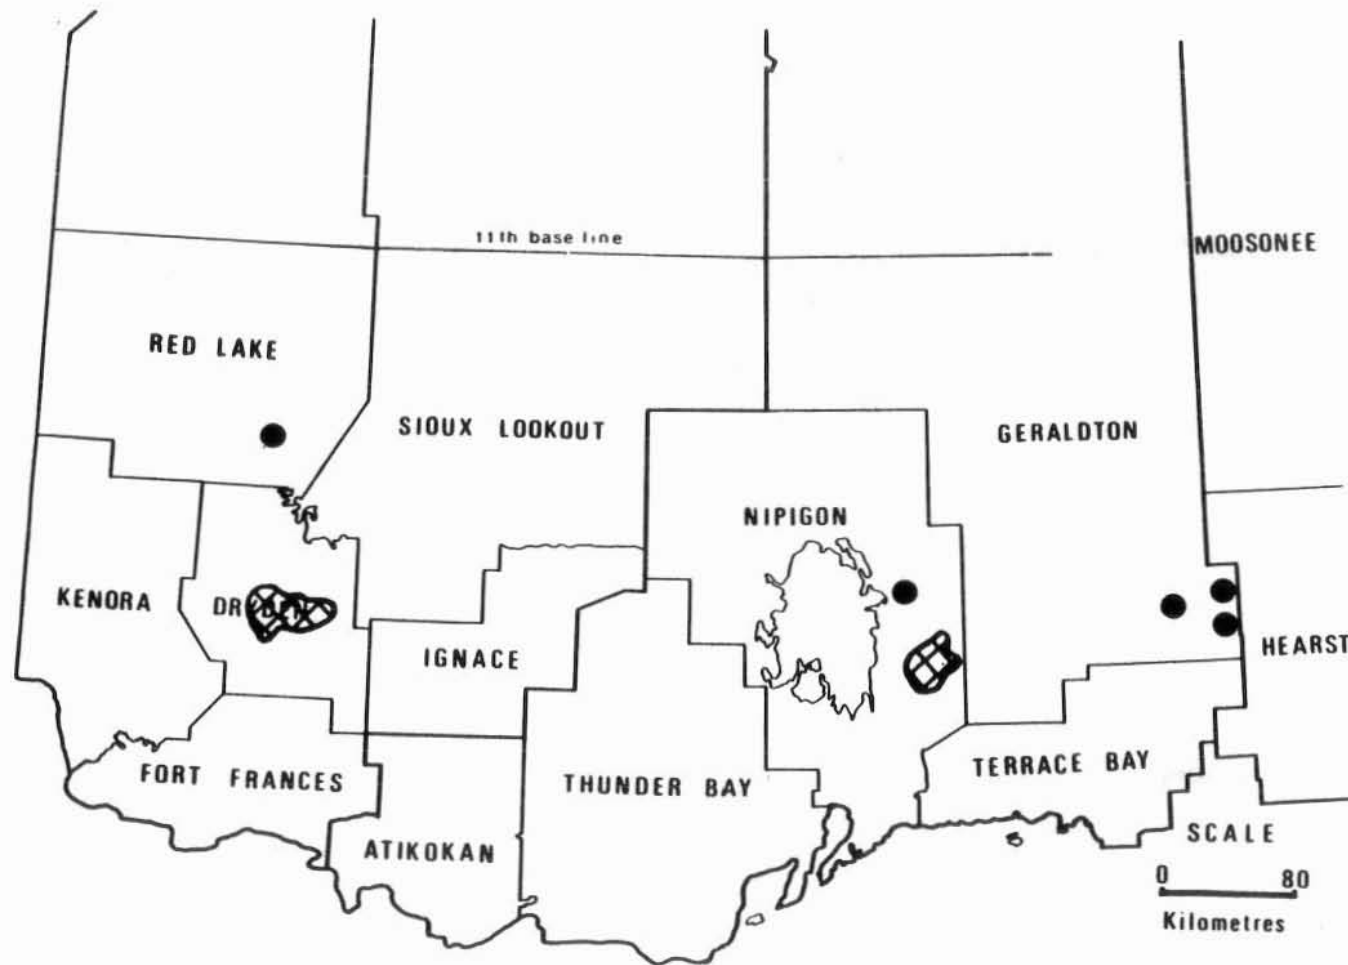 11th base line
MOOSONEE
RED LAKE
SIOUX LOOKOUT
GERALDTON
NIPIGON
KENORA
IGNACE
HEARST
FORT FRANCES
THUNDER BAY
TERRACE BAY
ATIKOKAN
SCALE
0 80
Kilometres